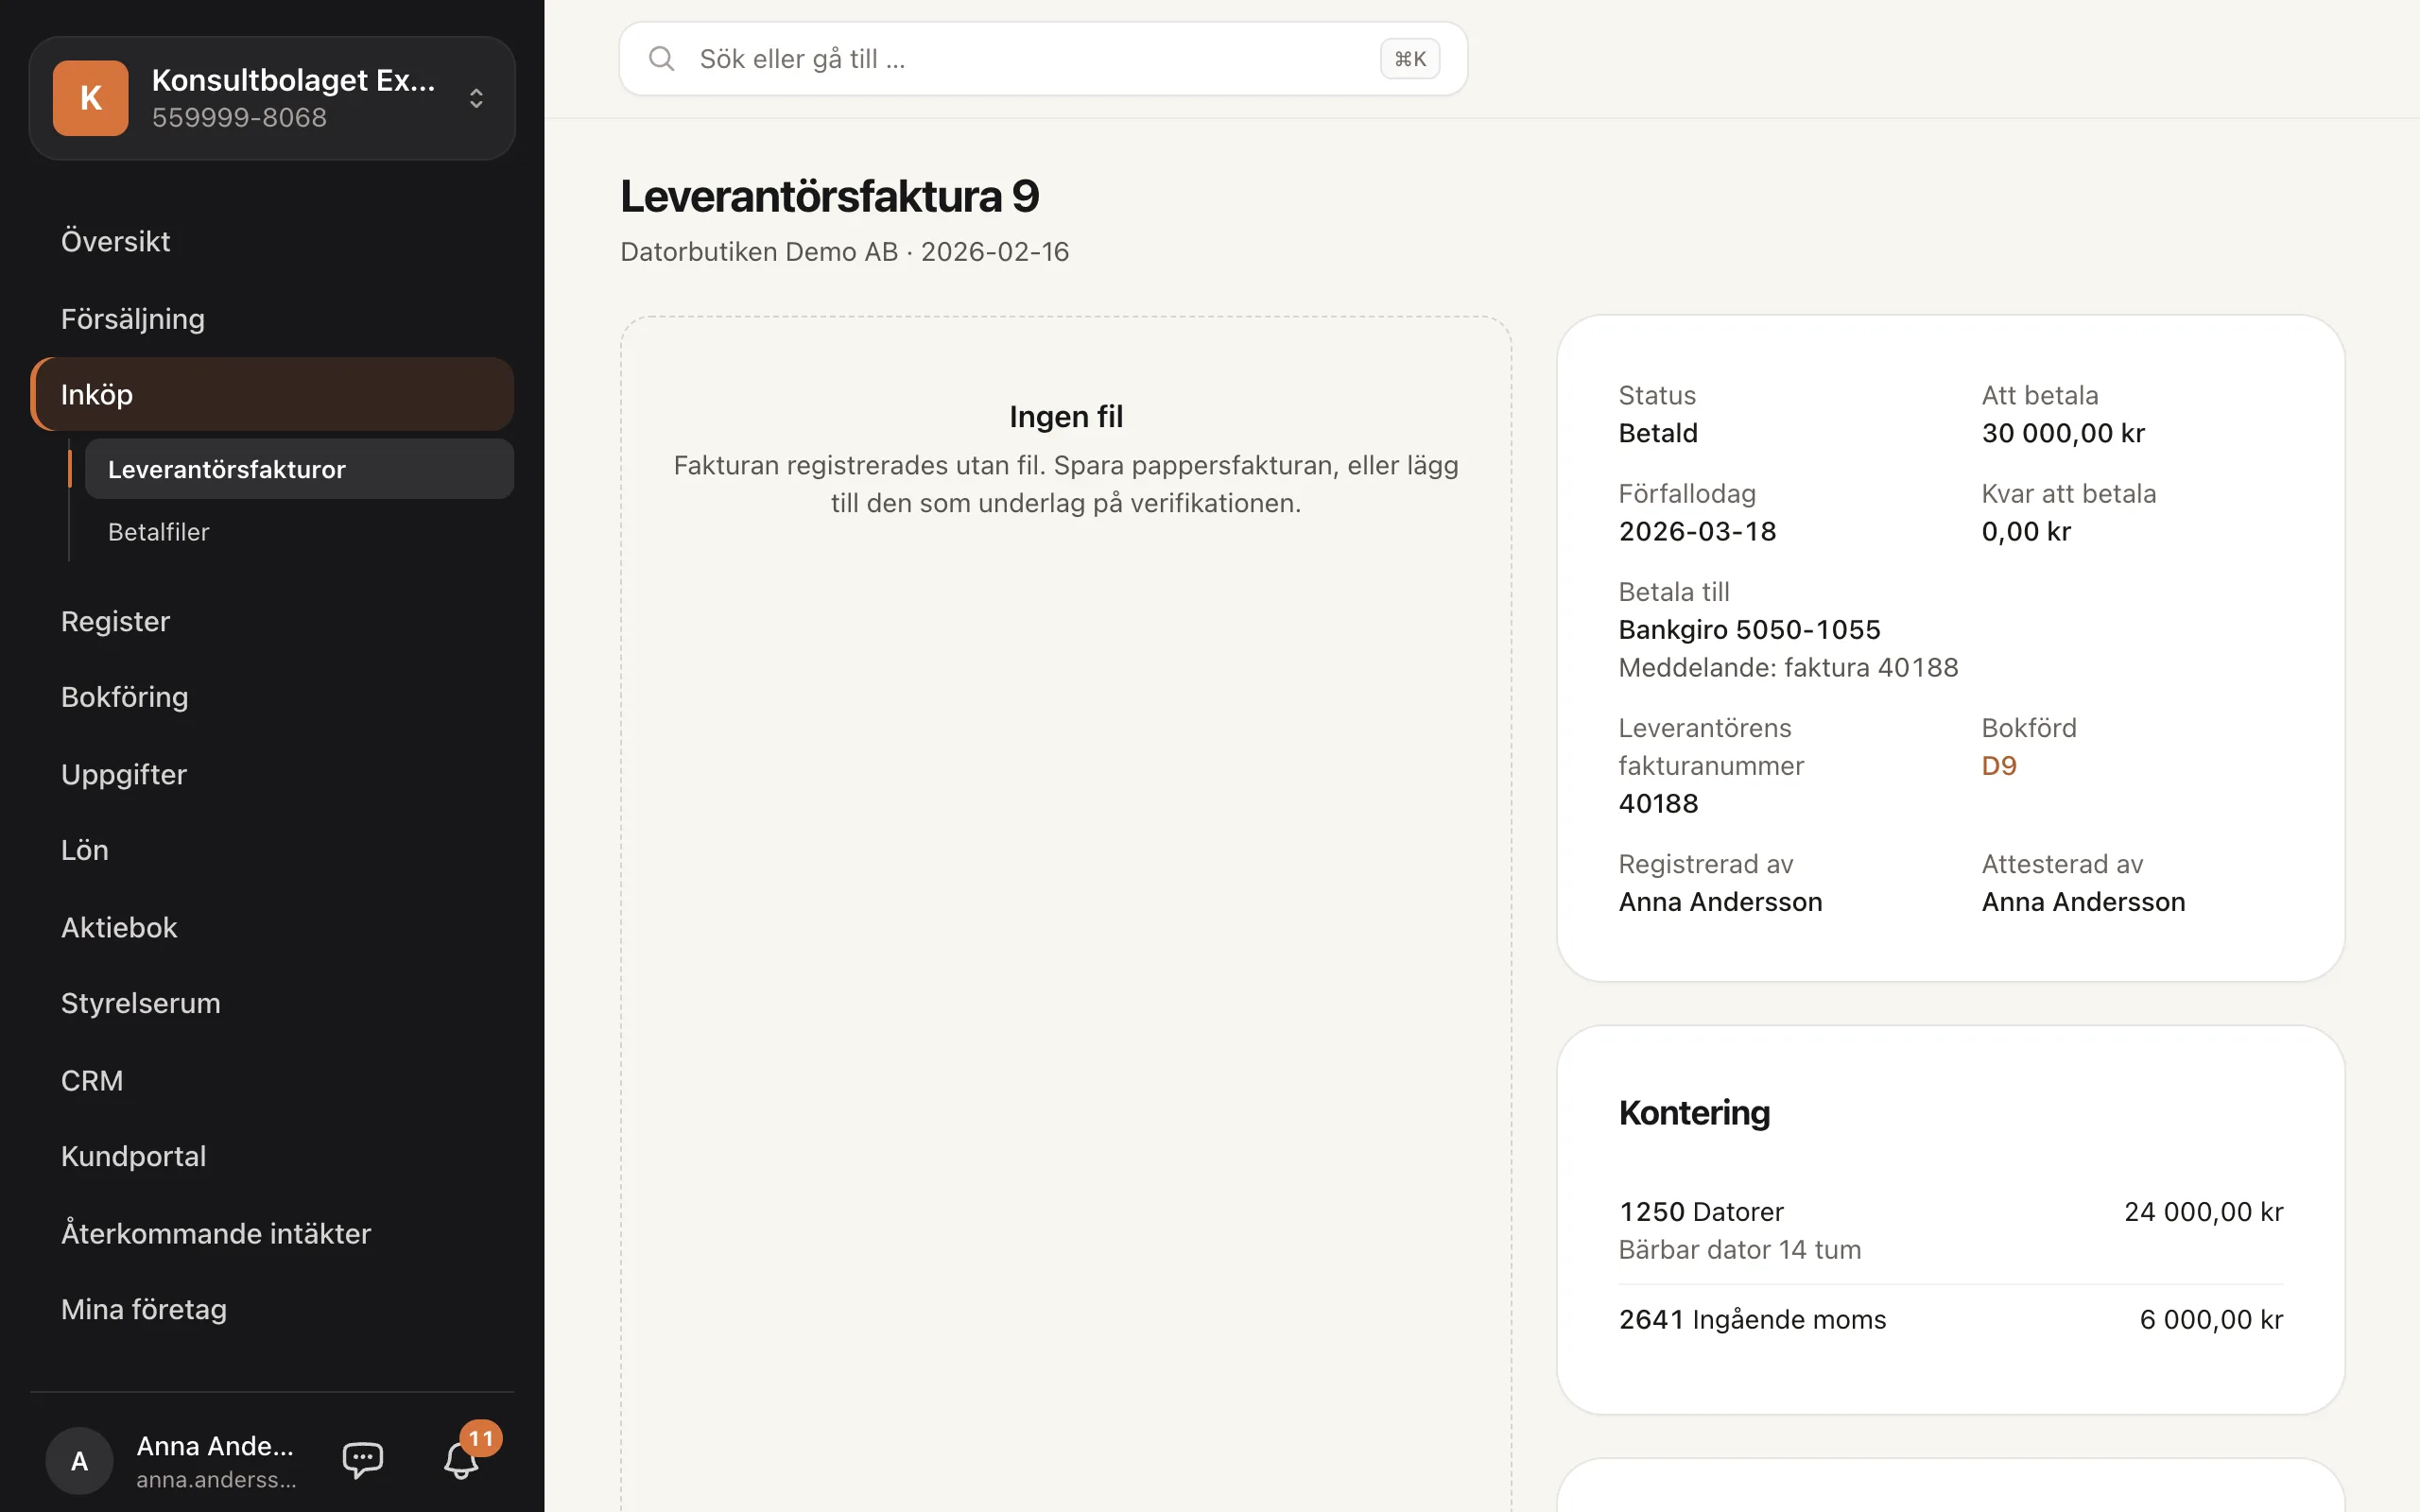 K
Konsultbolaget Ex...
559999-8068
Översikt
Försäljning
Inköp
Leverantörsfakturor
Betalfiler
Register
Bokföring
Uppgifter
Lön
Aktiebok
Styrelserum
CRM
Kundportal
Återkommande intäkter
Mina företag
A
Anna Ande...
anna.anderss...
11
Sök eller gå till ...
⌘K
Leverantörsfaktura 9
Datorbutiken Demo AB · 2026-02-16
Ingen fil
Fakturan registrerades utan fil. Spara pappersfakturan, eller lägg
till den som underlag på verifikationen.
Status
Betald
Att betala
30 000,00 kr
Förfallodag
2026-03-18
Kvar att betala
0,00 kr
Betala till
Bankgiro 5050-1055
Meddelande: faktura 40188
Leverantörens
fakturanummer
40188
Bokförd
D9
Registrerad av
Anna Andersson
Attesterad av
Anna Andersson
Kontering
1250 Datorer 24 000,00 kr
Bärbar dator 14 tum
2641 Ingående moms 6 000,00 kr